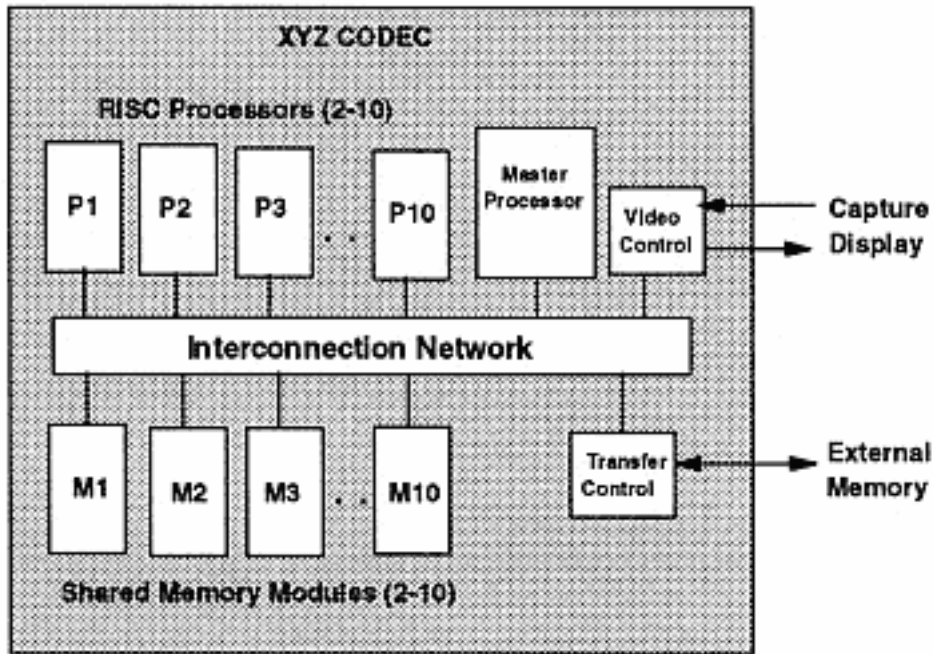 XYZ CODEC
RISC Processors (2-10)
P1
P2
P3
. .
P10
Master
Processor
Video
Control
Capture
Display
Interconnection Network
M1
M2
M3
. .
M10
Transfer
Control
External
Memory
Shared Memory Modules (2-10)